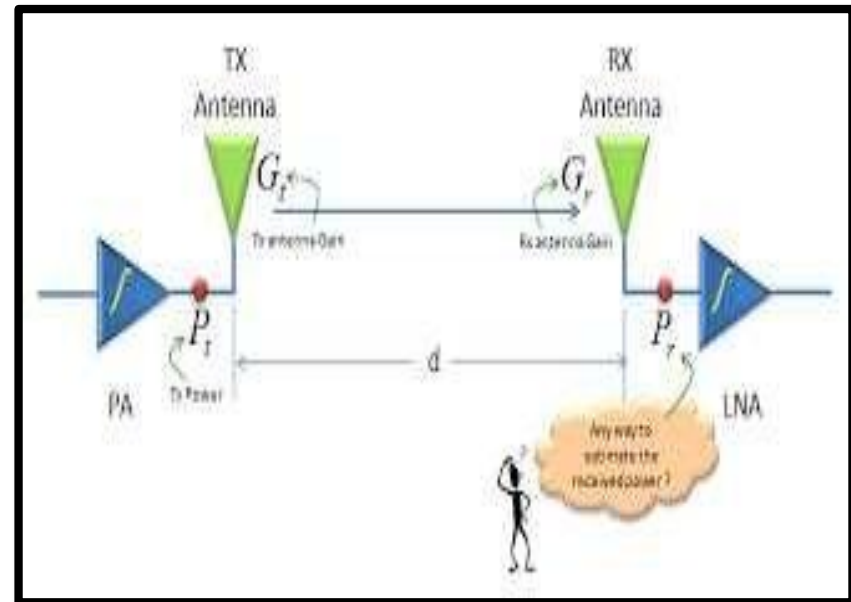 TX
Antenna
RX
Antenna
Gt
Gr
Tx antenna Gain
Rx antenna Gain
Pt
d
Pr
Tx Power
PA
LNA
Any way to
estimate the
received power ?
?